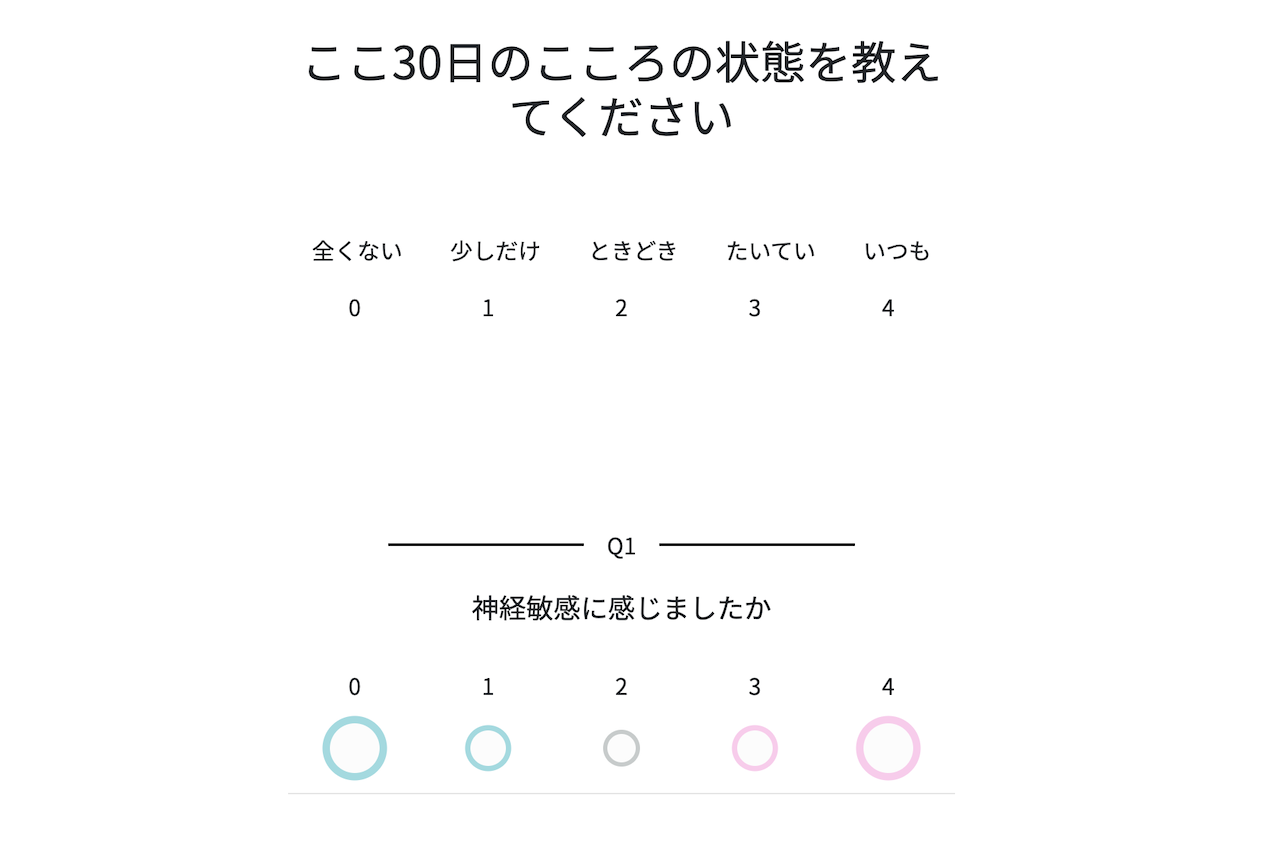 ここ30日のこころの状態を教え
てください
全くない 少しだけ ときどき たいてい いつも
0 1 2 3 4
Q1
神経敏感に感じましたか
0 1 2 3 4